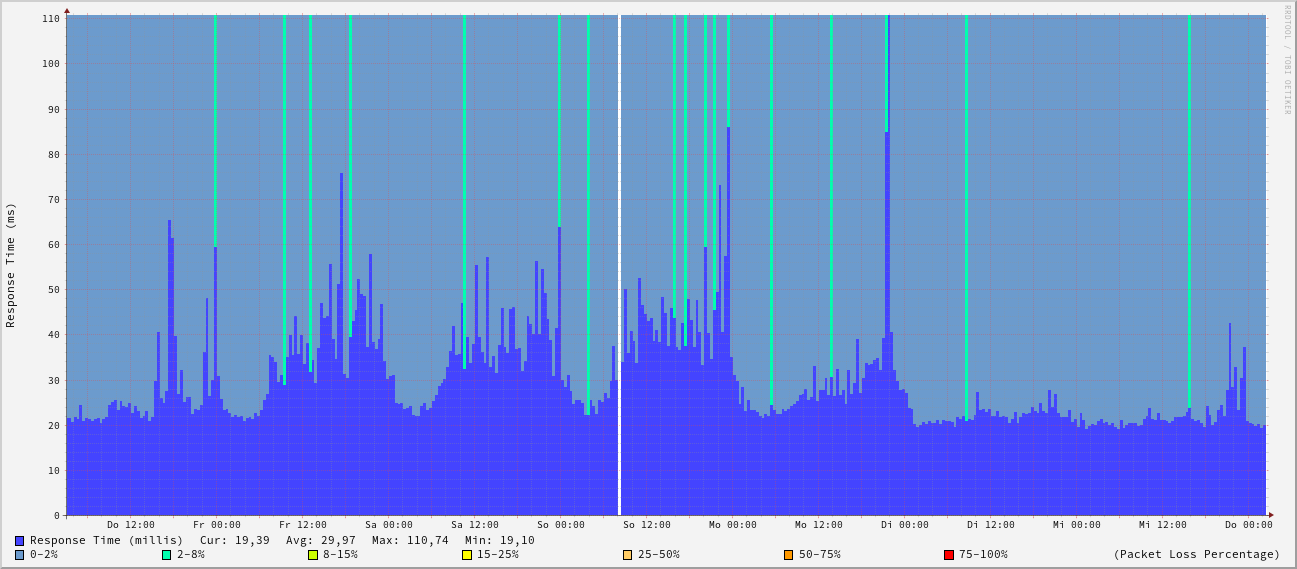 RRDTOOL / TOBI OETIKER
Response Time (ms)
110
100
90
80
70
60
50
40
30
20
10
0
Do 12:00 Fr 00:00 Fr 12:00 Sa 00:00 Sa 12:00 So 00:00 So 12:00 Mo 00:00 Mo 12:00 Di 00:00 Di 12:00 Mi 00:00 Mi 12:00 Do 00:00
Response Time (millis) Cur: 19,39 Avg: 29,97 Max: 110,74 Min: 19,10
0-2% 2-8% 8-15% 15-25% 25-50% 50-75% 75-100% (Packet Loss Percentage)